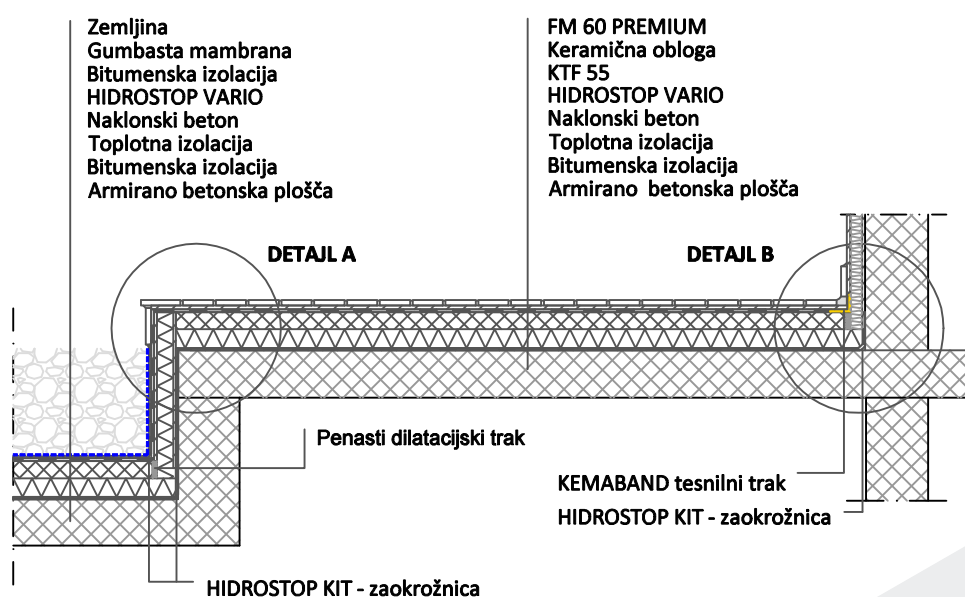 Zemljina
Gumbasta mambrana
Bitumenska izolacija
HIDROSTOP VARIO
Naklonski beton
Toplotna izolacija
Bitumenska izolacija
Armirano betonska plošča
FM 60 PREMIUM
Keramična obloga
KTF 55
HIDROSTOP VARIO
Naklonski beton
Toplotna izolacija
Bitumenska izolacija
Armirano betonska plošča
DETAJL A
DETAJL B
Penasti dilatacijski trak
KEMABAND tesnilni trak
HIDROSTOP KIT - zaokrožnica
HIDROSTOP KIT - zaokrožnica